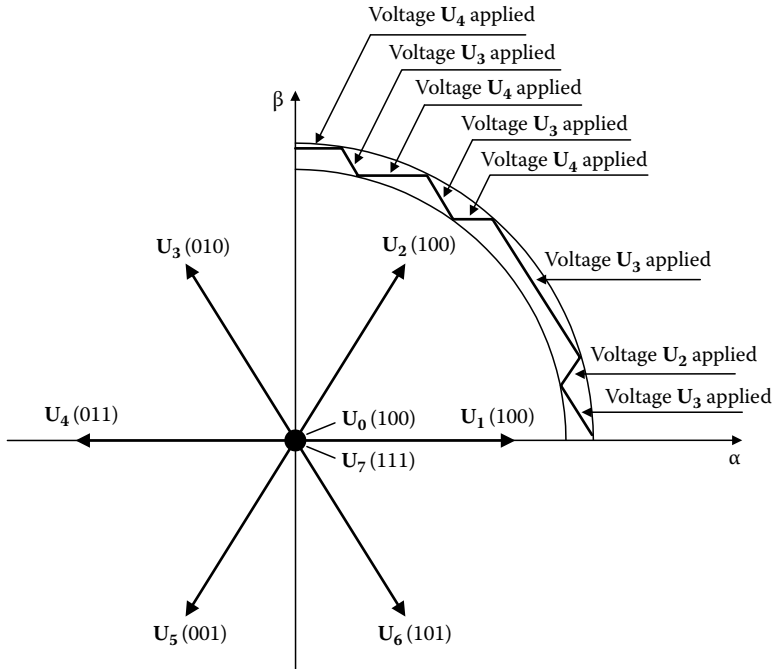 Voltage U4 applied
Voltage U3 applied
Voltage U4 applied
Voltage U3 applied
Voltage U4 applied
β
U3 (010)
U2 (100)
Voltage U3 applied
Voltage U2 applied
Voltage U3 applied
U4 (011)
U0 (100)
U1 (100)
U7 (111)
α
U5 (001)
U6 (101)